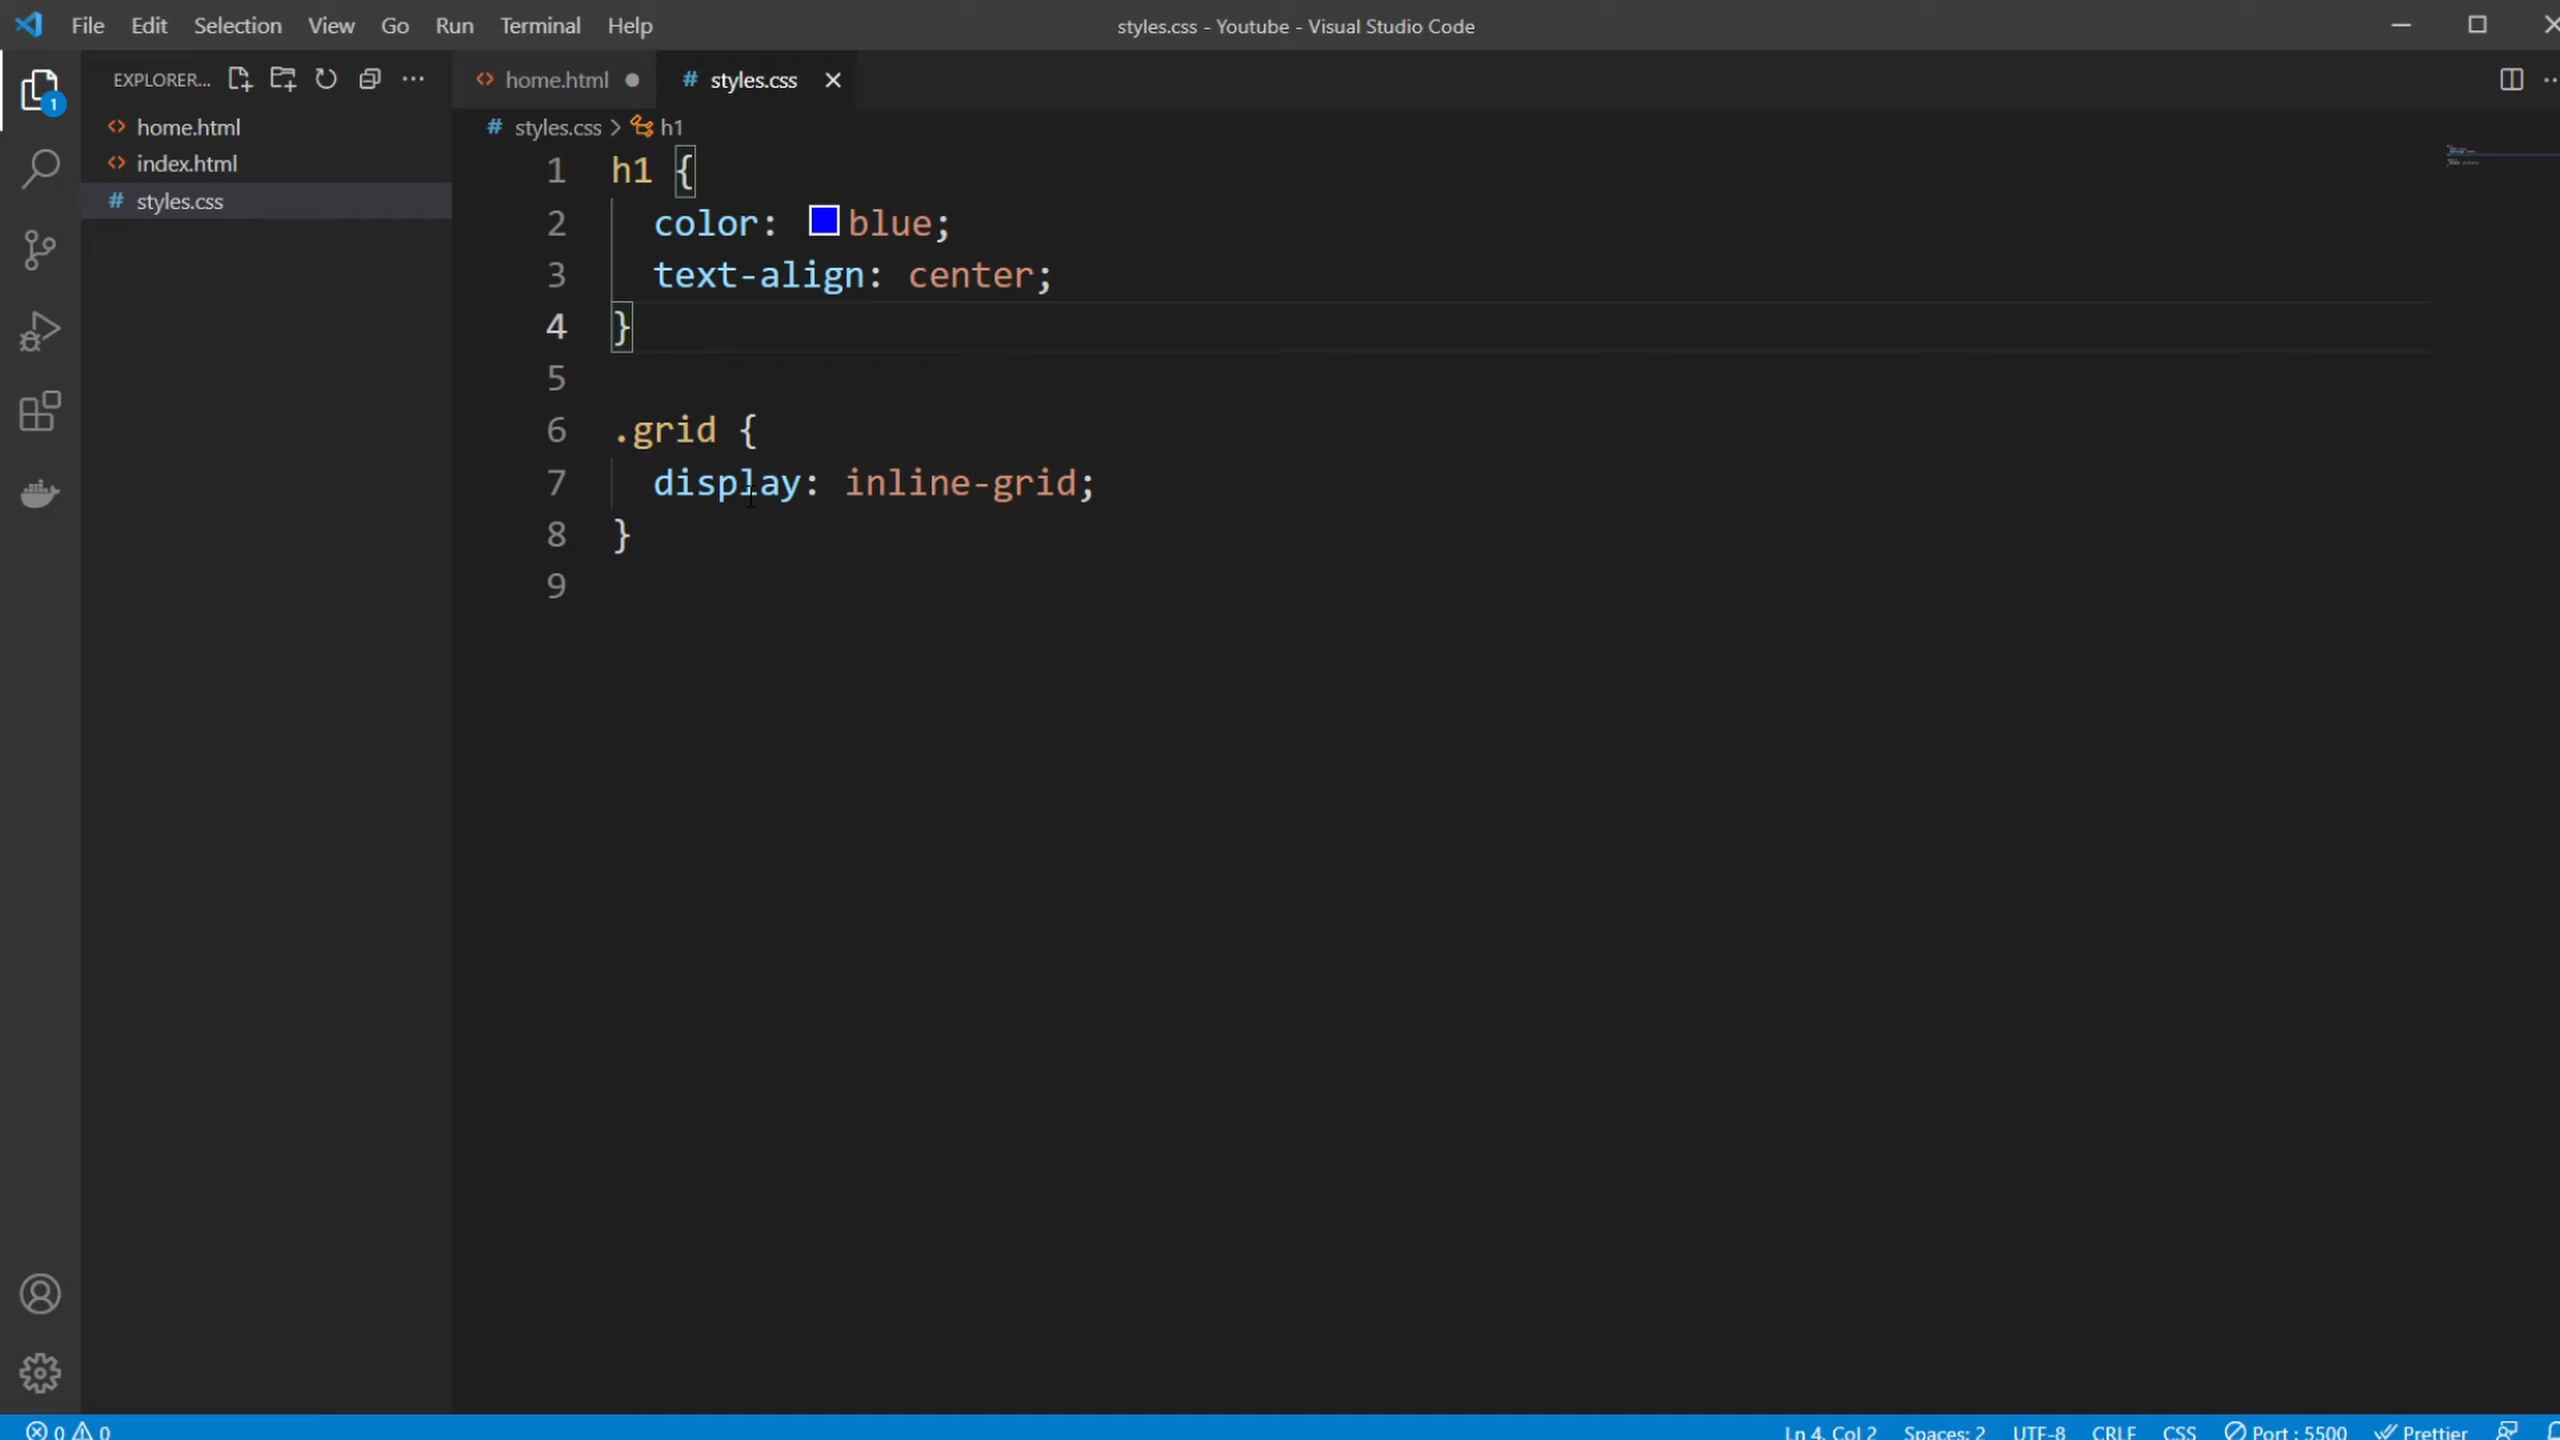 File Edit Selection View Go Run Terminal Help styles.css - Youtube - Visual Studio Code
EXPLORER...
home.html styles.css
1
home.html
index.html
styles.css
# styles.css > h1
1 h1 {
2 color: blue;
3 text-align: center;
4 }
5
6 .grid {
7 display: inline-grid;
8 }
9
0 0 Ln 4, Col 2 Spaces: 2 UTF-8 CRLF CSS Port : 5500 Prettier